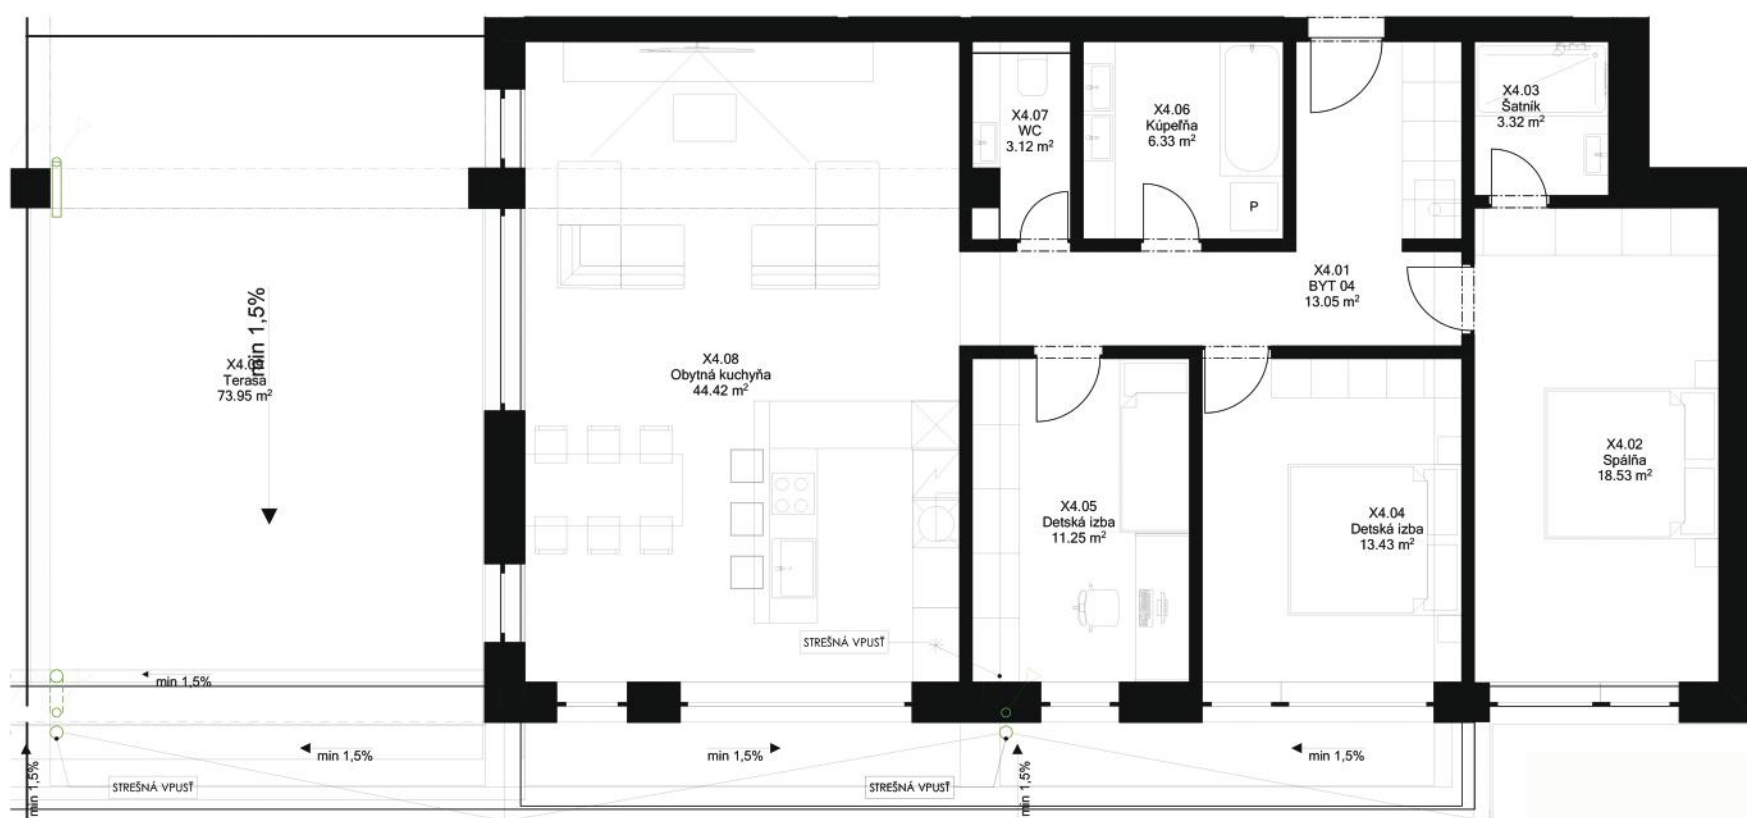 X4.07
WC
3.12 m²
X4.06
Kúpeľňa
6.33 m²
P
X4.03
Šatník
3.32 m²
X4.01
BYT 04
13.05 m²
min 1,5%
Terasa
73.95 m²
X4.08
Obytná kuchyňa
44.42 m²
X4.02
Spálňa
18.53 m²
X4.05
Detská izba
11.25 m²
X4.04
Detská izba
13.43 m²
STREŠNÁ VPUSŤ
min 1,5%
min 1,5%
min 1,5%
min 1,5%
min 1,5%
STREŠNÁ VPUSŤ
STREŠNÁ VPUSŤ
min 1,5%